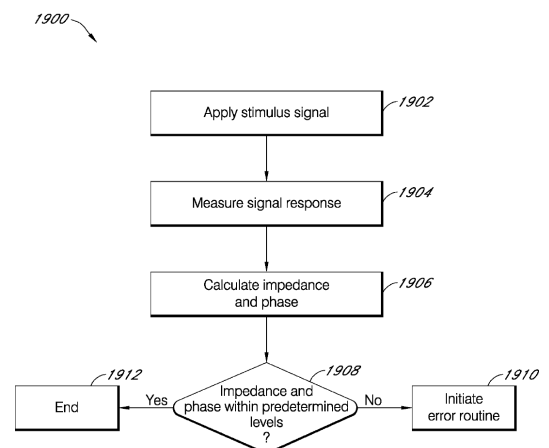 1900
Apply stimulus signal
1902
Measure signal response
1904
Calculate impedance
and phase
1906
Impedance and
phase within predetermined
levels
?
1908
Yes
No
End
1912
Initiate
error routine
1910